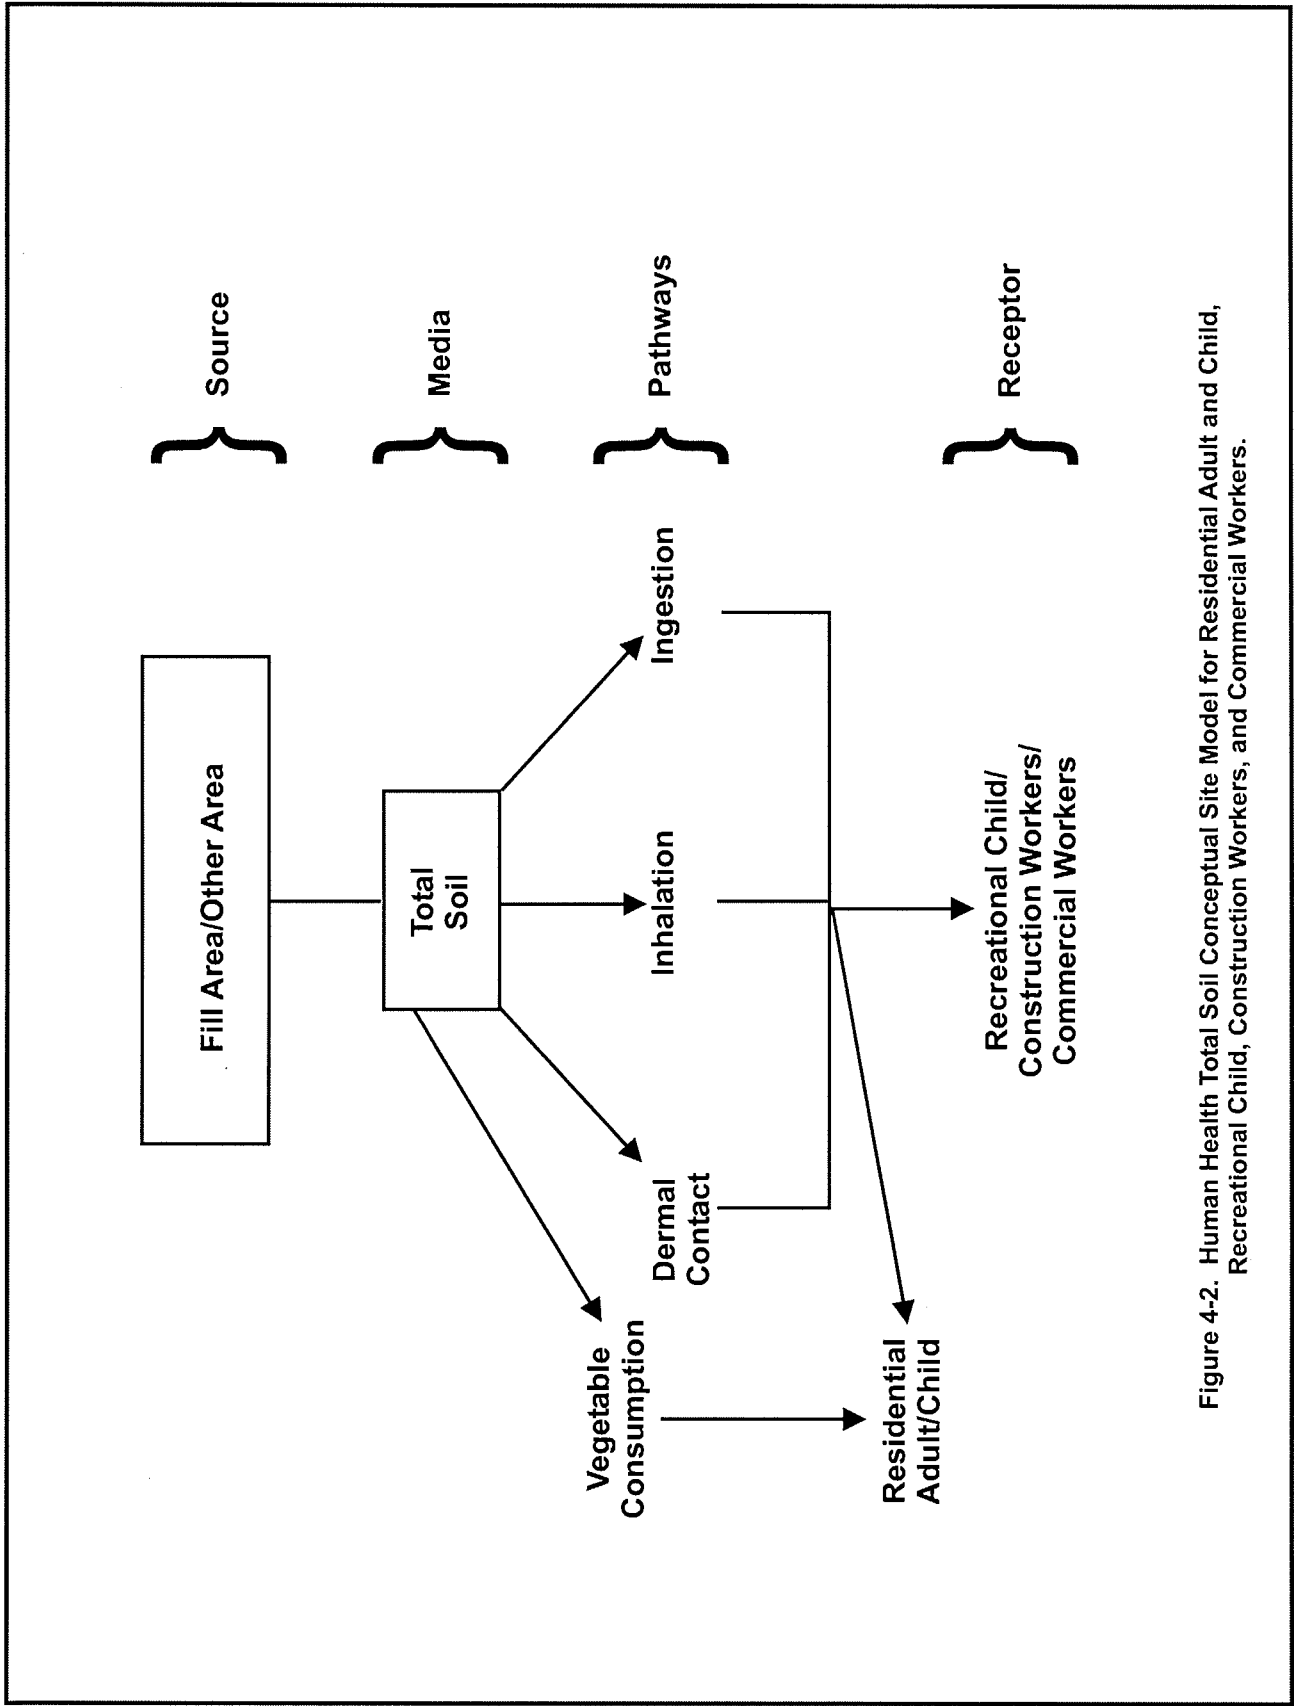 Fill Area/Other Area
Source
Total
Soil
Media
Vegetable
Consumption
Dermal
Contact
Inhalation
Ingestion
Pathways
Residential
Adult/Child
Recreational Child/
Construction Workers/
Commercial Workers
Receptor
Figure 4-2. Human Health Total Soil Conceptual Site Model for Residential Adult and Child,
Recreational Child, Construction Workers, and Commercial Workers.